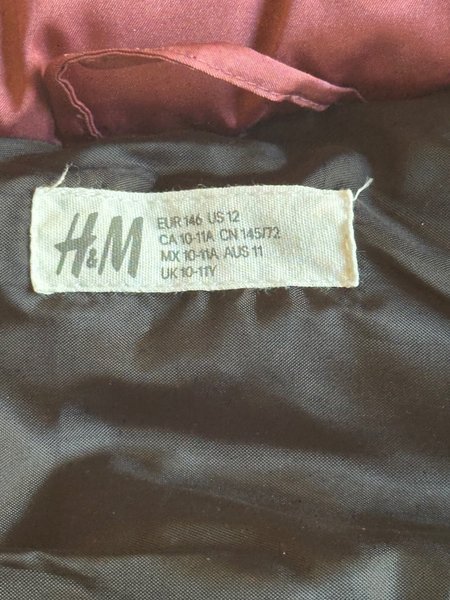 H&M
EUR 146 US 12
CA 10-11A CN 145/72
MX 10-11A AUS 11
UK 10-11Y